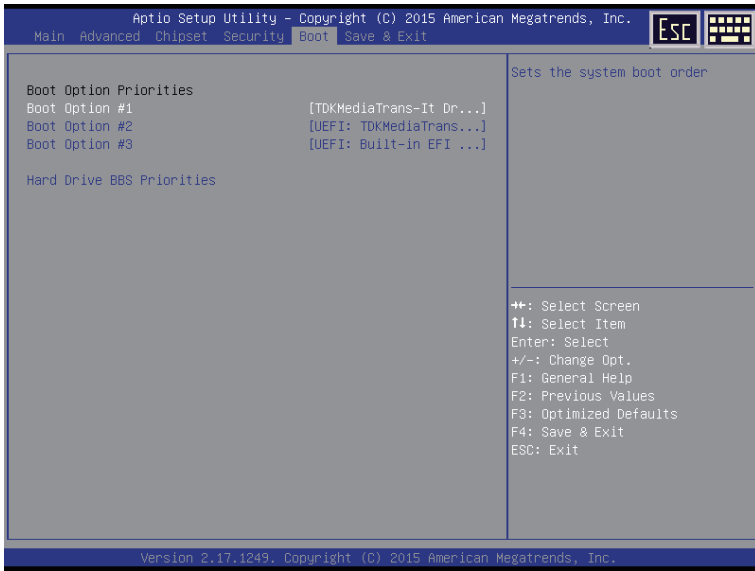 Aptio Setup Utility – Copyright (C) 2015 American Megatrends, Inc.
Esc
Main Advanced Chipset Security Boot Save & Exit
Sets the system boot order
Boot Option Priorities
Boot Option #1 [TDKMediaTrans-It Dr...]
Boot Option #2 [UEFI: TDKMediaTrans...]
Boot Option #3 [UEFI: Built-in EFI ...]
Hard Drive BBS Priorities
→←: Select Screen
↑↓: Select Item
Enter: Select
+/-: Change Opt.
F1: General Help
F2: Previous Values
F3: Optimized Defaults
F4: Save & Exit
ESC: Exit
Version 2.17.1249. Copyright (C) 2015 American Megatrends, Inc.